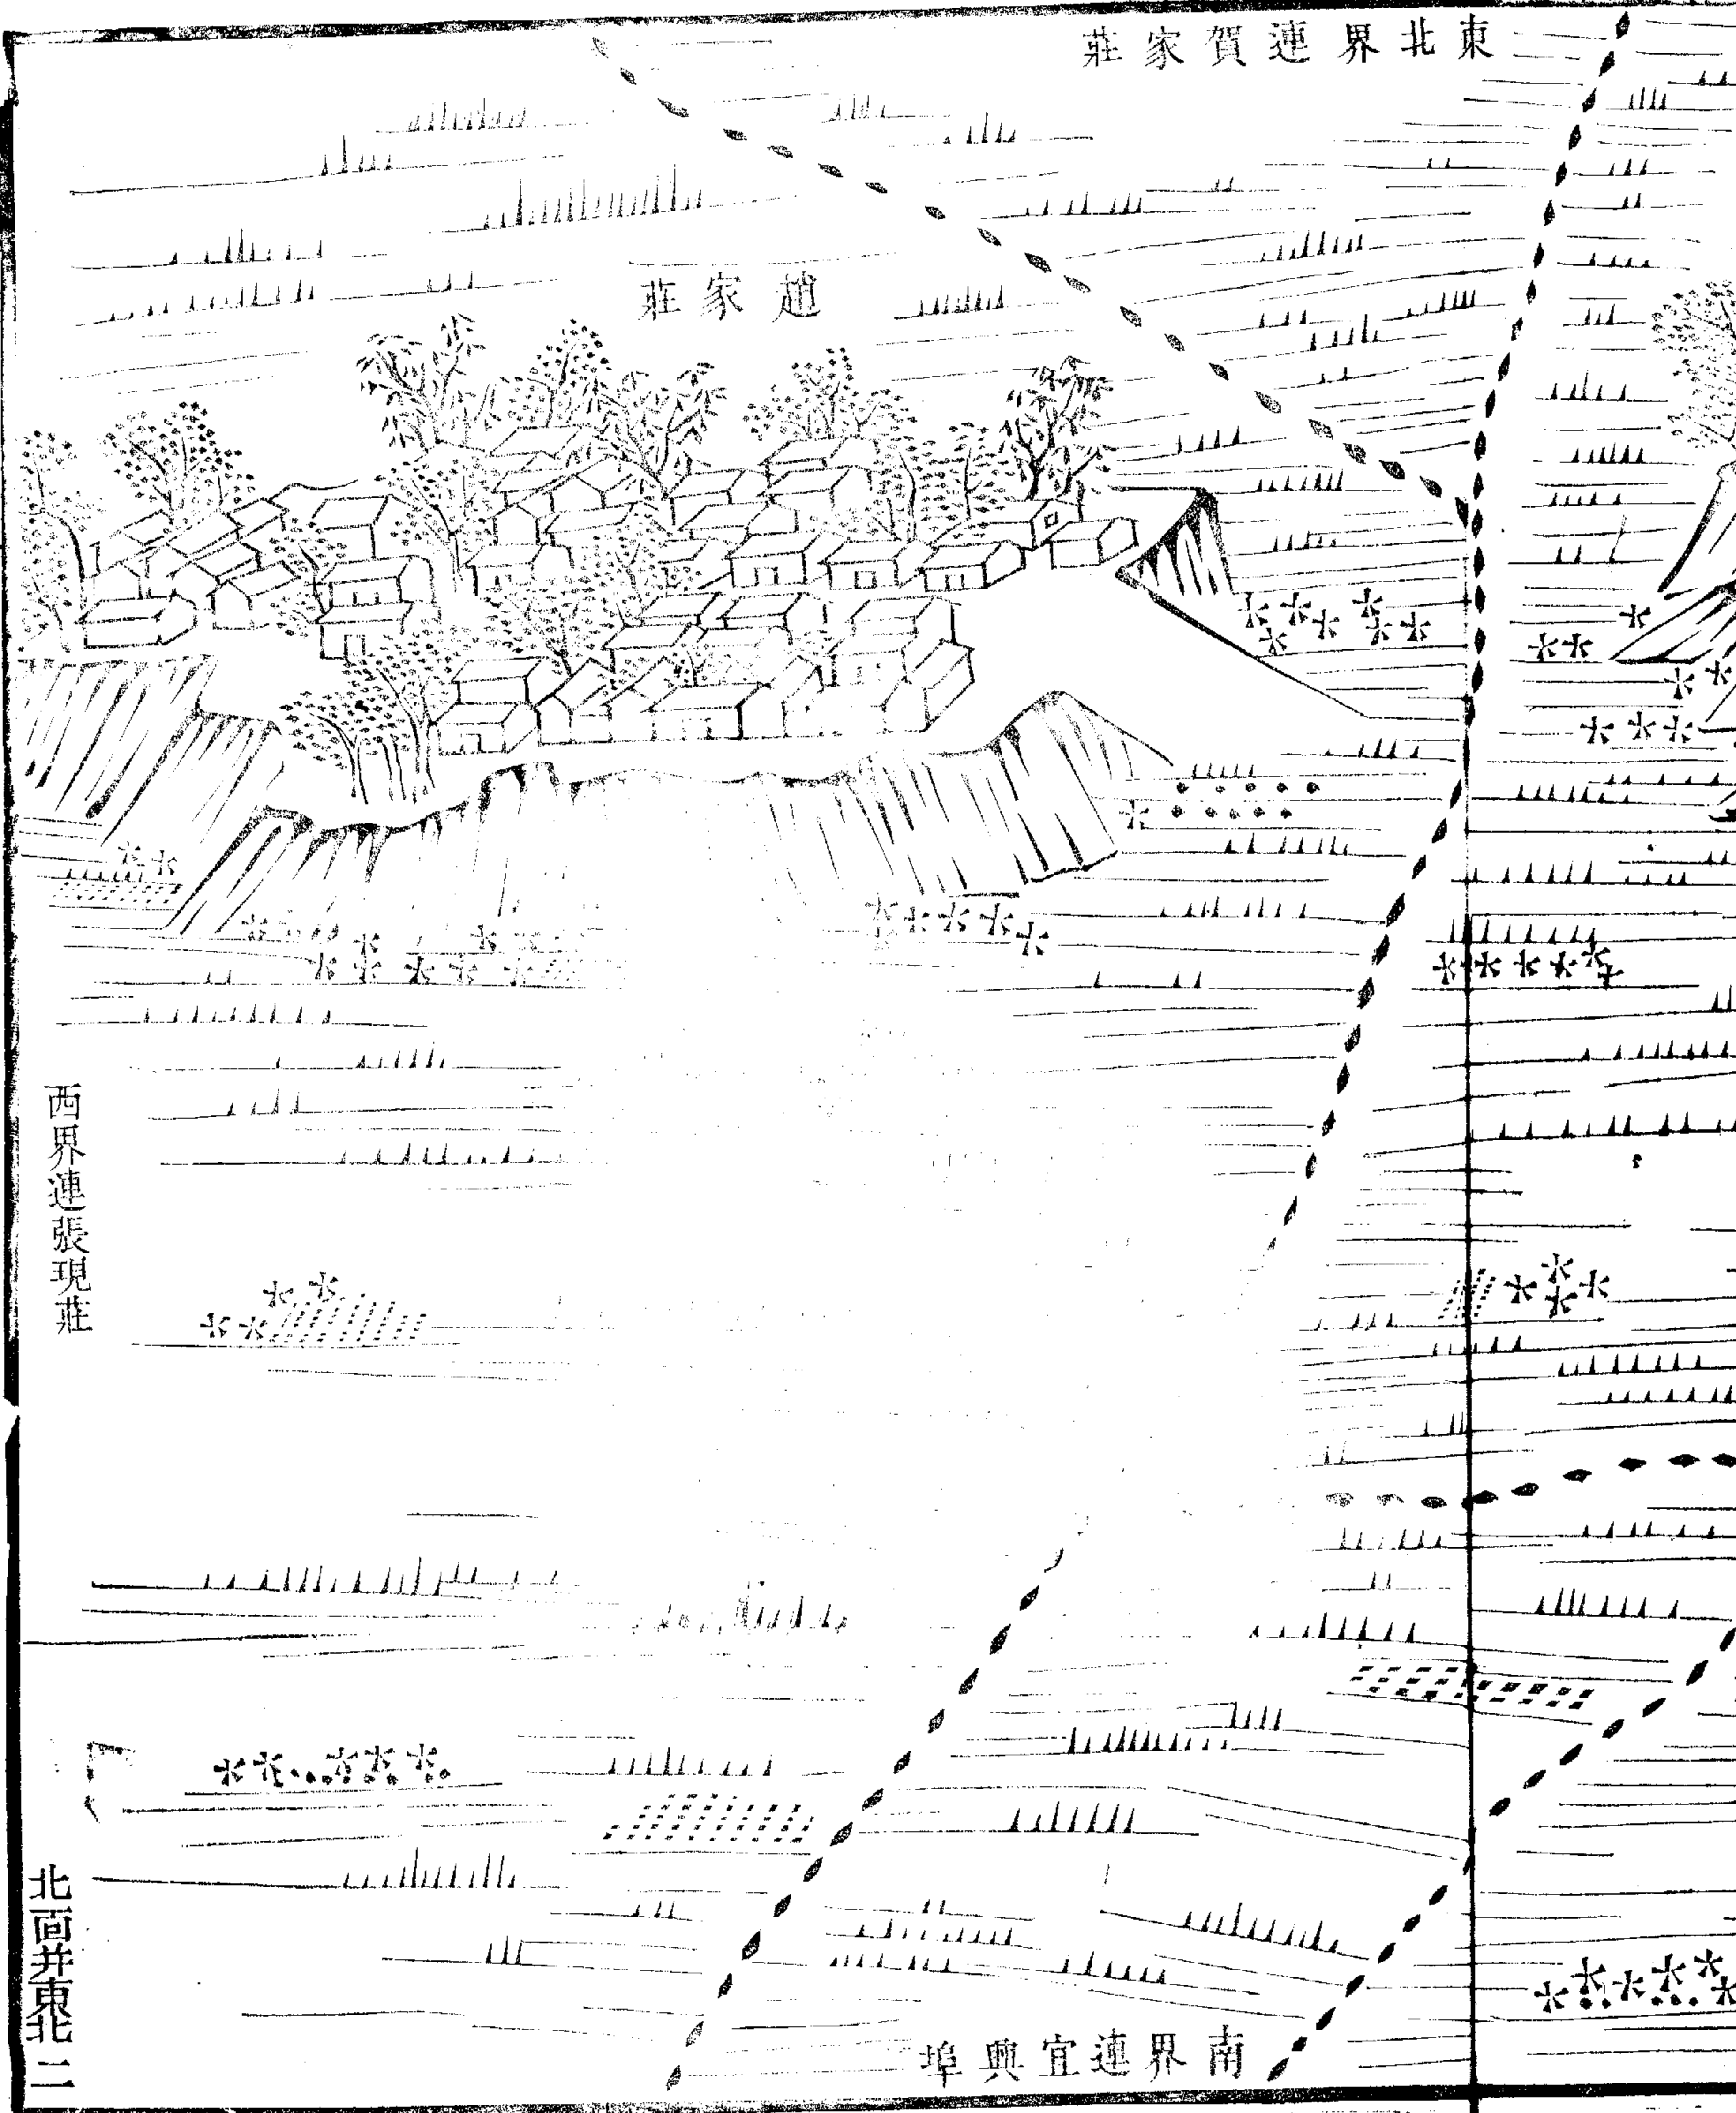 東北界連賀家莊
趙家莊
西界連張現莊
南界連宜興埠
北面并東北二